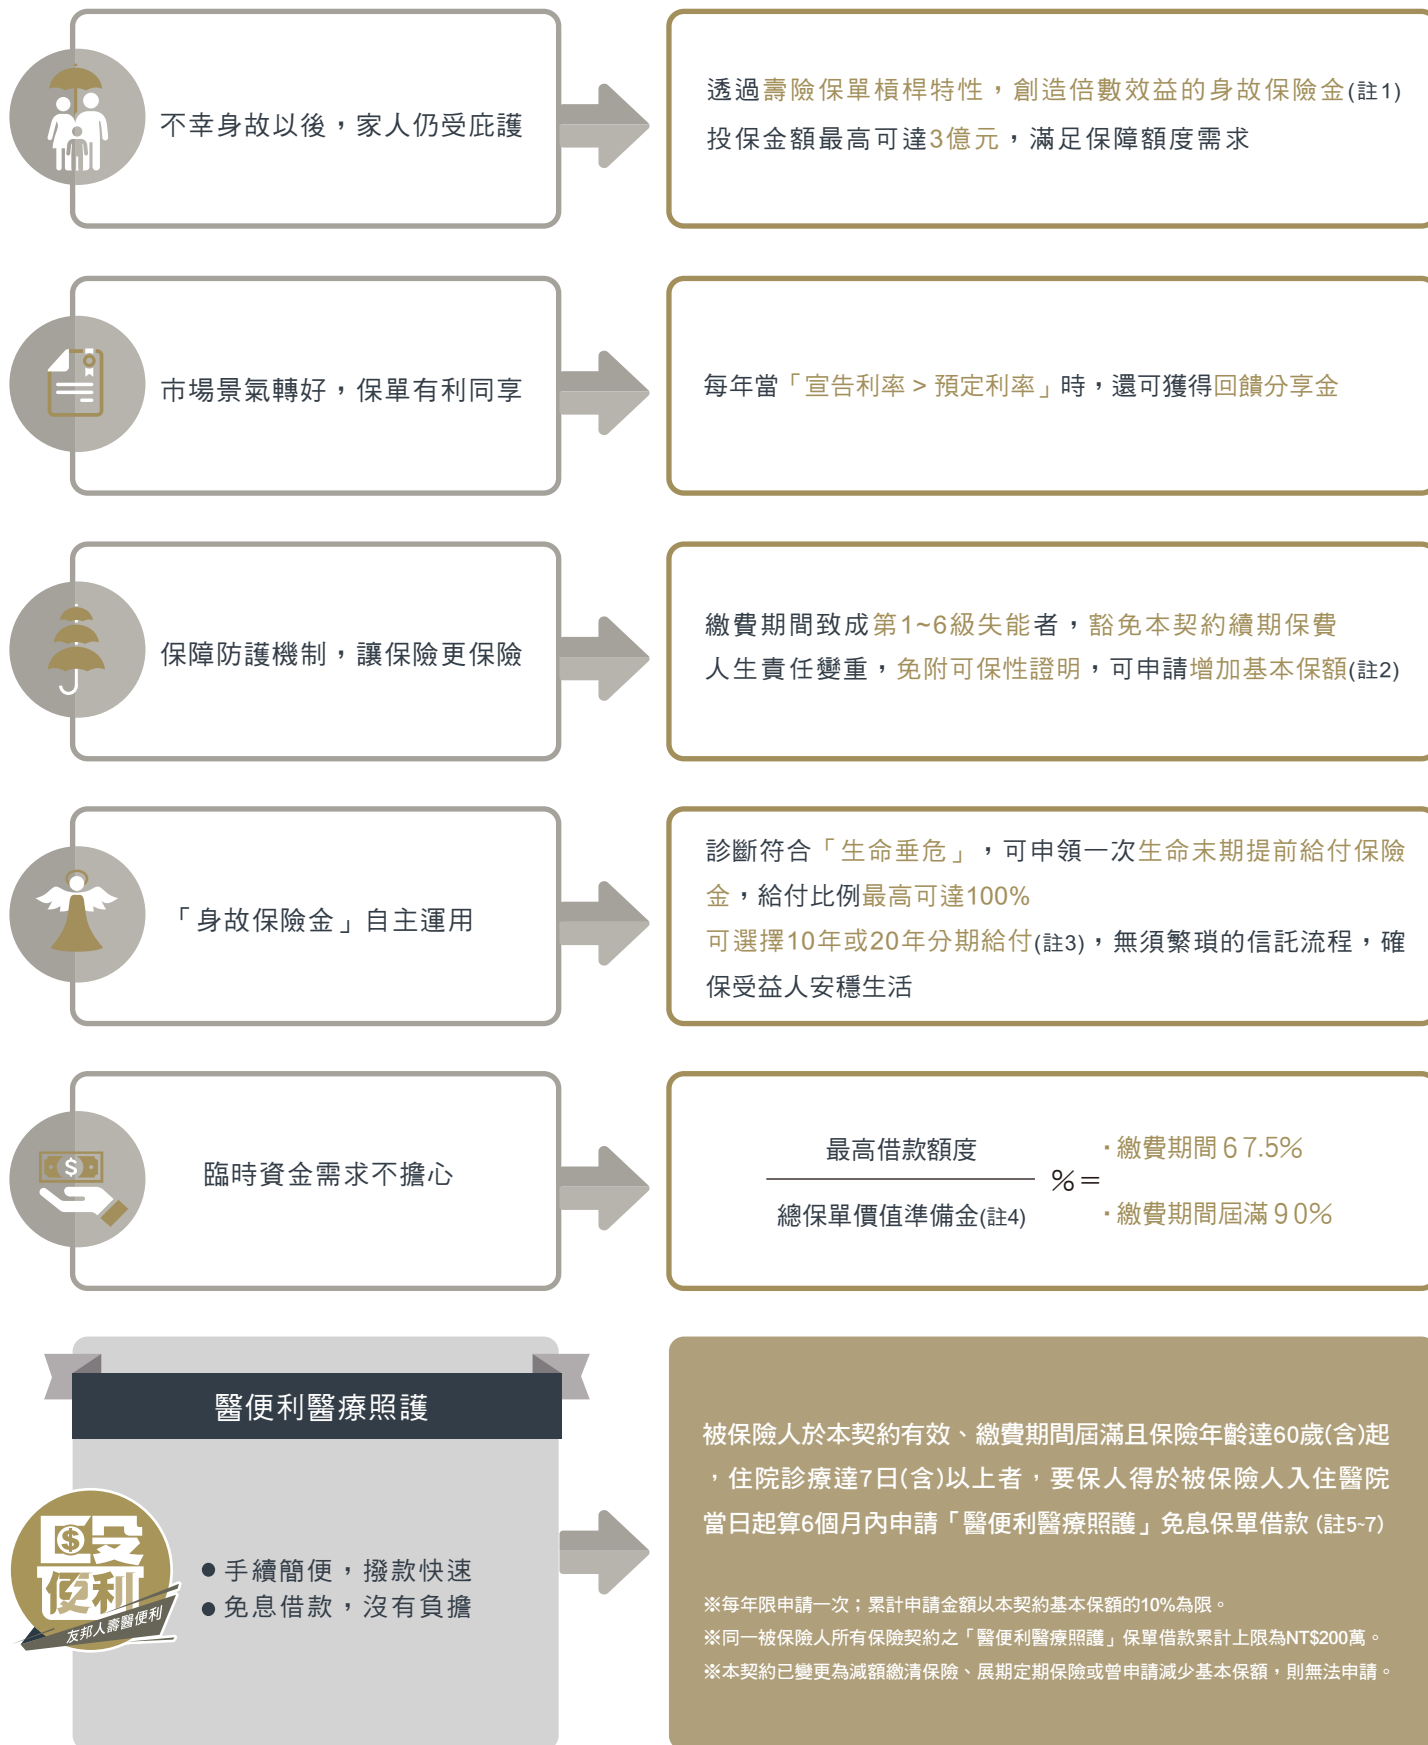 不幸身故以後，家人仍受庇護
透過壽險保單槓桿特性，創造倍數效益的身故保險金(註1)
投保金額最高可達3億元，滿足保障額度需求
市場景氣轉好，保單有利同享
每年當「宣告利率 > 預定利率」時，還可獲得回饋分享金
保障防護機制，讓保險更保險
繳費期間致成第1~6級失能者，豁免本契約續期保費
人生責任變重，免附可保性證明，可申請增加基本保額(註2)
「身故保險金」自主運用
診斷符合「生命垂危」，可申領一次生命末期提前給付保險
金，給付比例最高可達100%
可選擇10年或20年分期給付(註3)，無須繁瑣的信託流程，確
保受益人安穩生活
臨時資金需求不擔心
最高借款額度
總保單價值準備金(註4)
%=
・繳費期間67.5%
・繳費期間屆滿90%
醫便利醫療照護
醫
便利
友邦人壽醫便利
● 手續簡便，撥款快速
● 免息借款，沒有負擔
被保險人於本契約有效、繳費期間屆滿且保險年齡達60歲(含)起
，住院診療達7日(含)以上者，要保人得於被保險人入住醫院
當日起算6個月內申請「醫便利醫療照護」免息保單借款 (註5~7)
※每年限申請一次；累計申請金額以本契約基本保額的10%為限。
※同一被保險人所有保險契約之「醫便利醫療照護」保單借款累計上限為NT$200萬。
※本契約已變更為減額繳清保險、展期定期保險或曾申請減少基本保額，則無法申請。